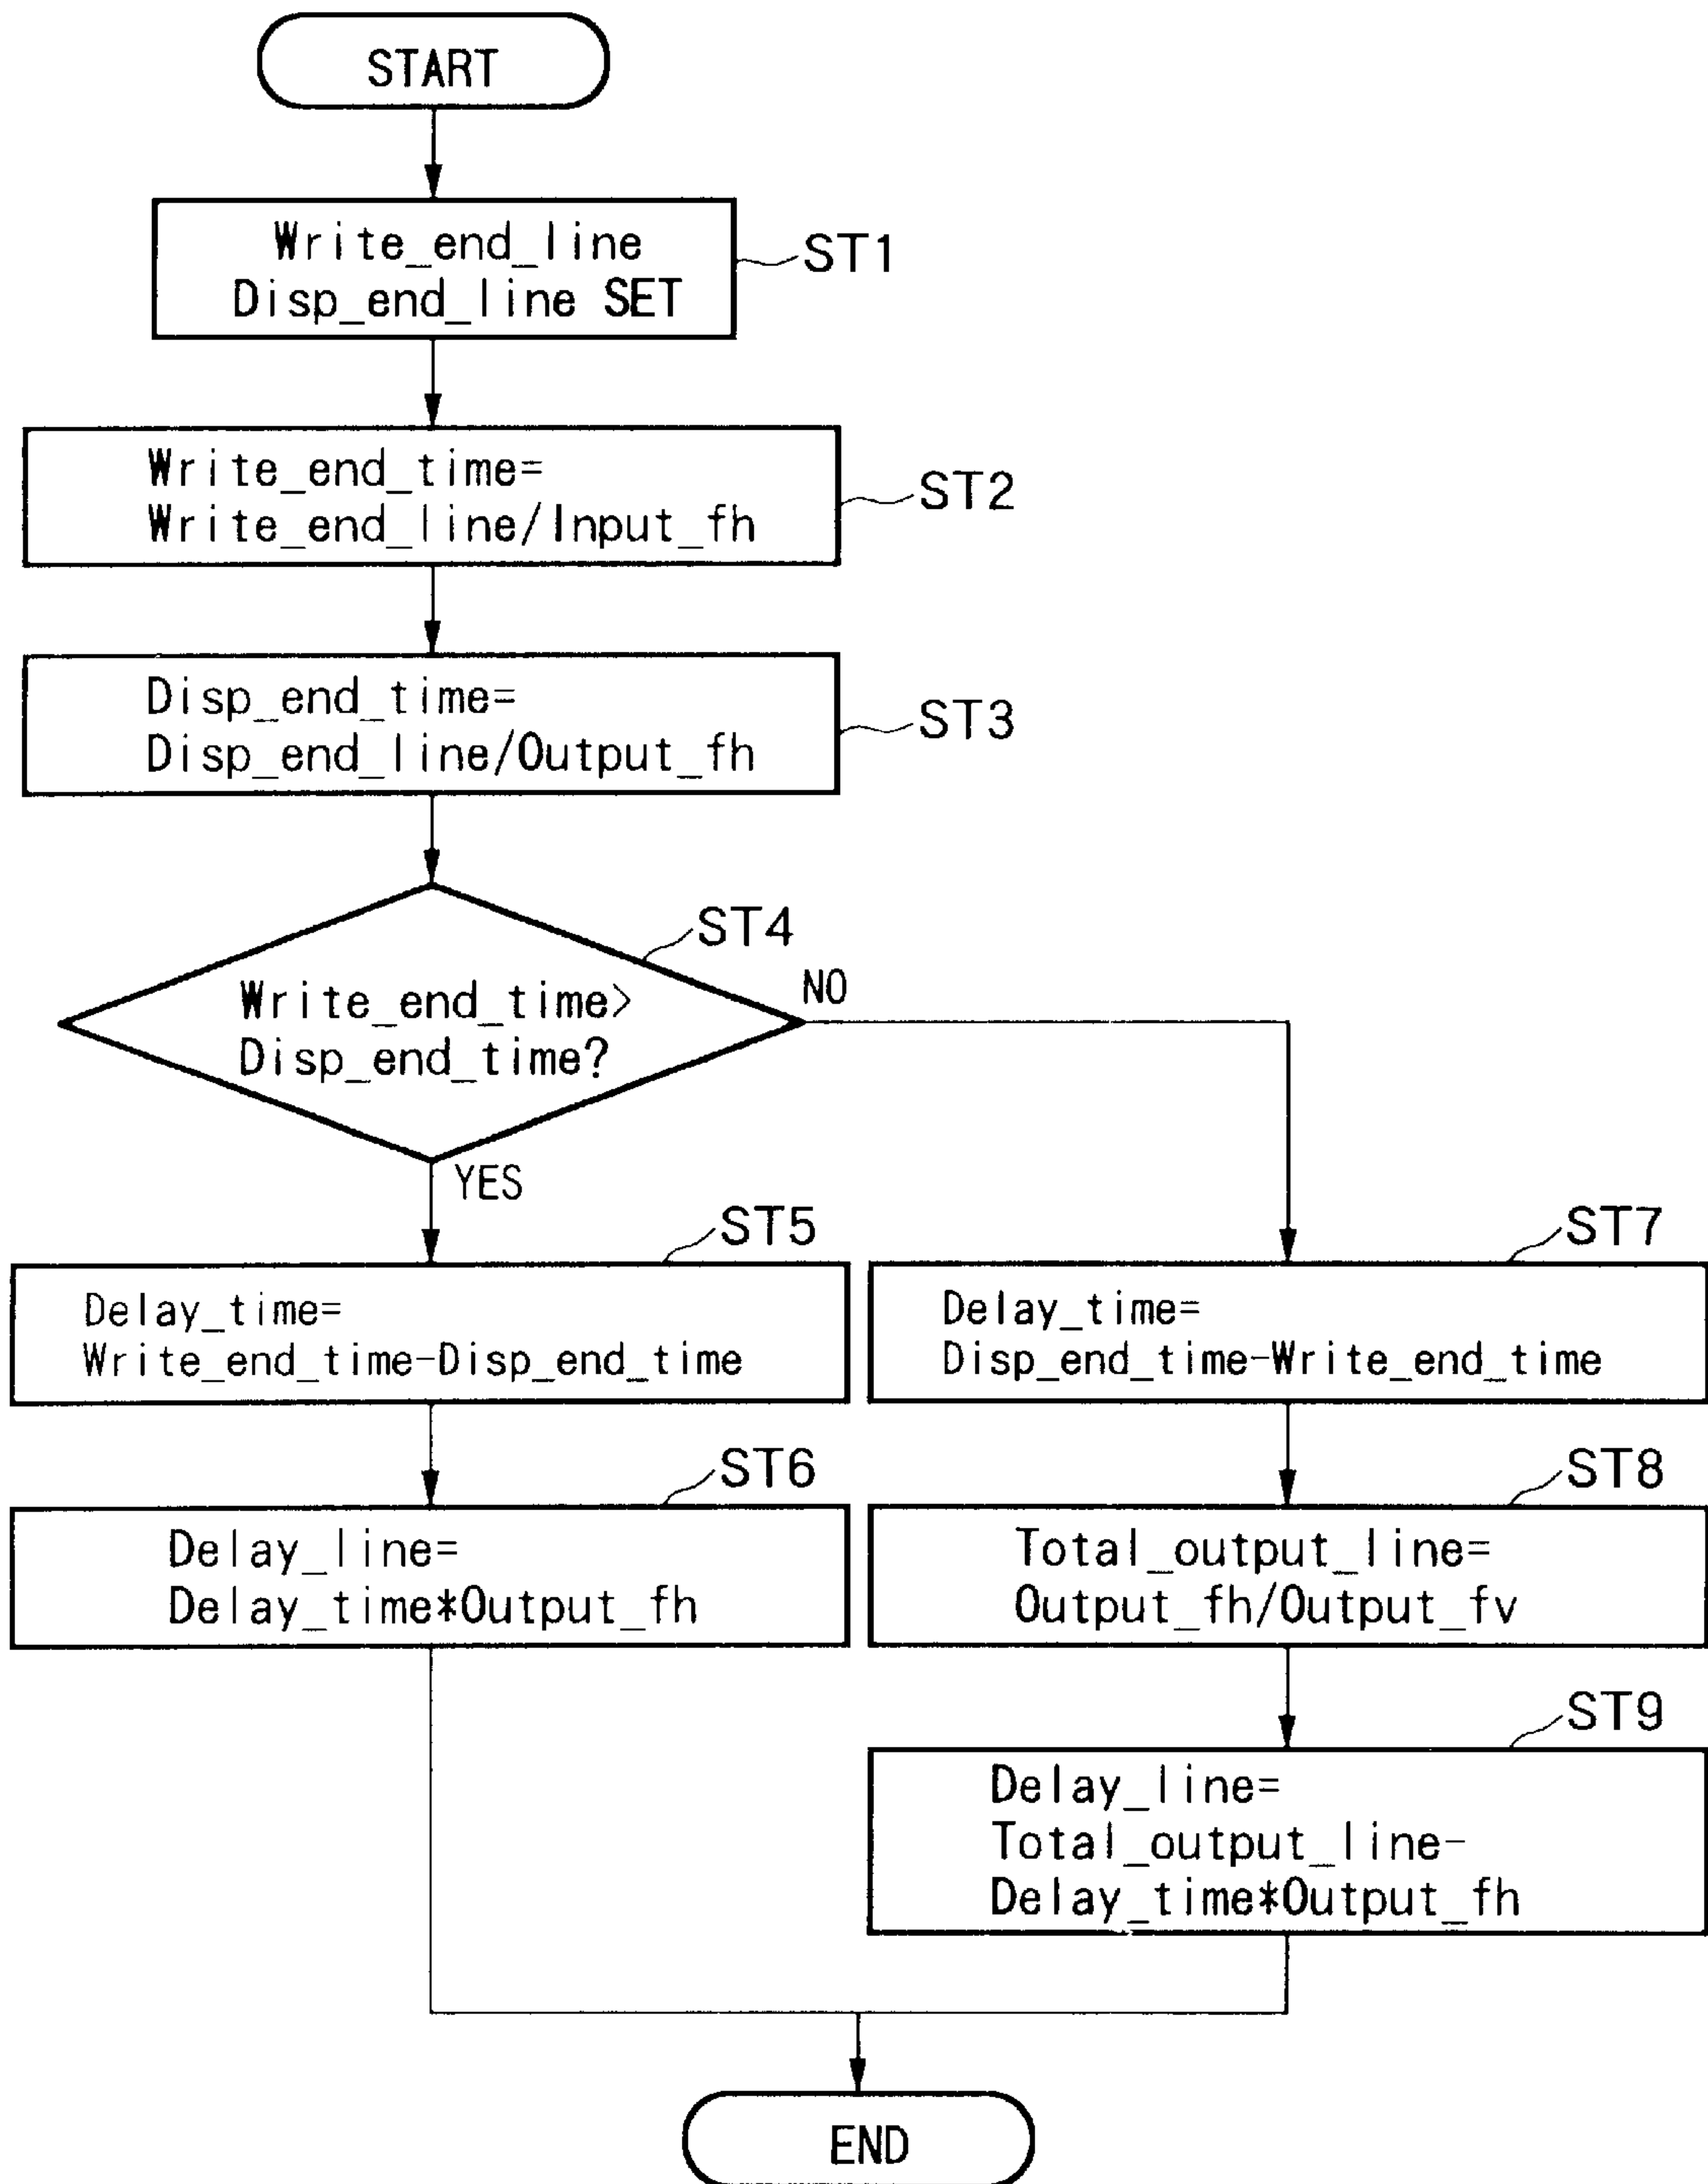 START
Write_end_line
Disp_end_line SET
ST1
Write_end_time=
Write_end_line/Input_fh
ST2
Disp_end_time=
Disp_end_line/Output_fh
ST3
ST4
Write_end_time>
Disp_end_time?
NO
YES
ST5
Delay_time=
Write_end_time-Disp_end_time
ST6
Delay_line=
Delay_time*Output_fh
ST7
Delay_time=
Disp_end_time-Write_end_time
ST8
Total_output_line=
Output_fh/Output_fv
ST9
Delay_line=
Total_output_line-
Delay_time*Output_fh
END